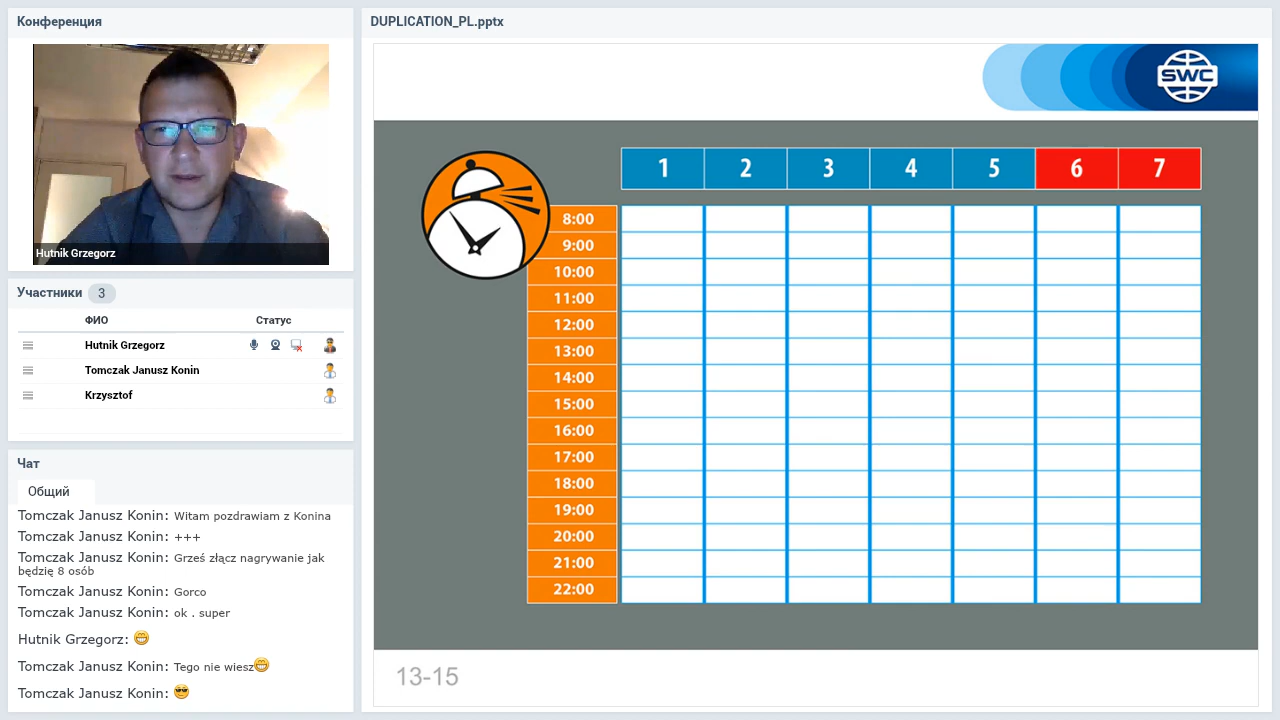 Конференция
Hutnik Grzegorz
Участники 3
ФИО Статус
Hutnik Grzegorz
Tomczak Janusz Konin
Krzysztof
Чат
Общий
Tomczak Janusz Konin: Witam pozdrawiam z Konina
Tomczak Janusz Konin: +++
Tomczak Janusz Konin: Grześ złącz nagrywanie jak
będzię 8 osób
Tomczak Janusz Konin: Gorco
Tomczak Janusz Konin: ok . super
Hutnik Grzegorz: 😁
Tomczak Janusz Konin: Tego nie wiesz😁
Tomczak Janusz Konin: 😎
DUPLICATION_PL.pptx
SWC
1 2 3 4 5 6 7
8:00
9:00
10:00
11:00
12:00
13:00
14:00
15:00
16:00
17:00
18:00
19:00
20:00
21:00
22:00
13-15